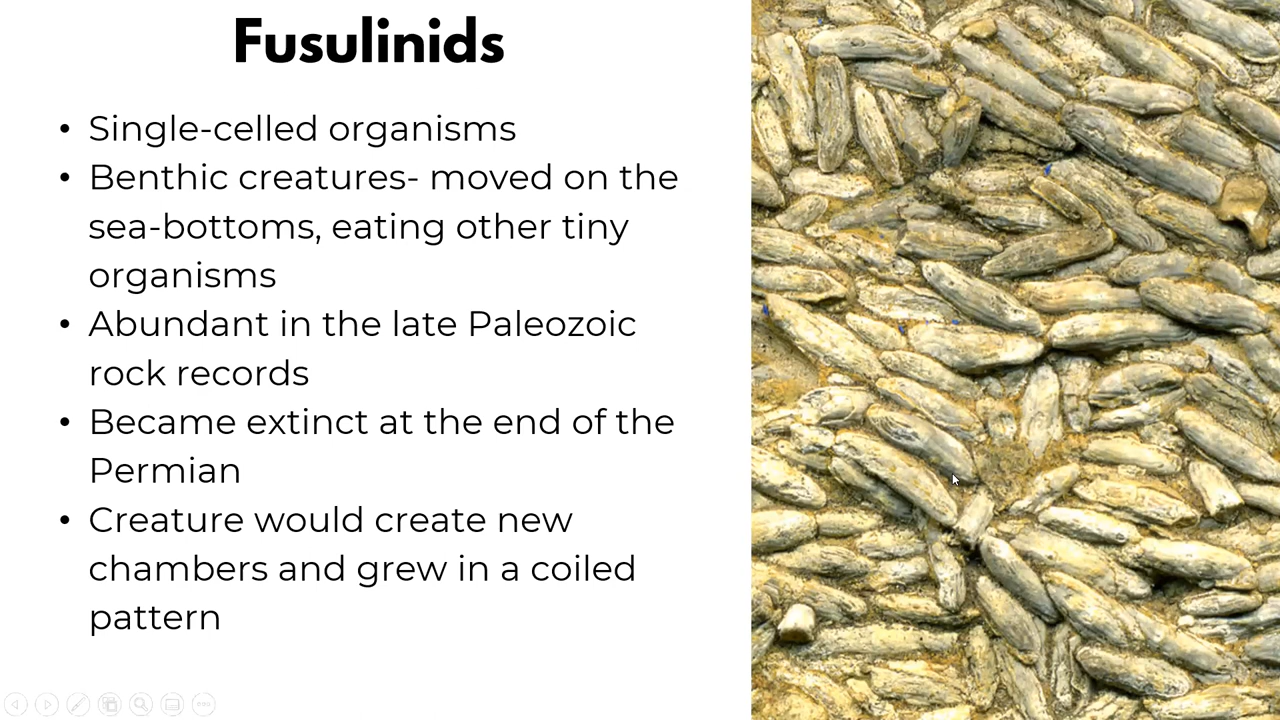 Fusulinids
• Single-celled organisms
• Benthic creatures- moved on the
sea-bottoms, eating other tiny
organisms
• Abundant in the late Paleozoic
rock records
• Became extinct at the end of the
Permian
• Creature would create new
chambers and grew in a coiled
pattern